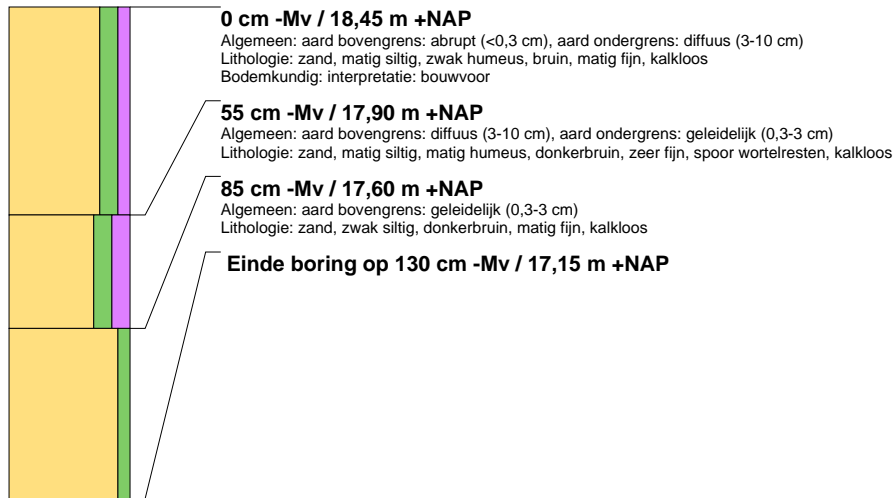 0 cm -Mv / 18,45 m +NAP
Algemeen: aard bovengrens: abrupt (<0,3 cm), aard ondergrens: diffuus (3-10 cm)
Lithologie: zand, matig siltig, zwak humeus, bruin, matig fijn, kalkloos
Bodemkundig: interpretatie: bouwvoor
55 cm -Mv / 17,90 m +NAP
Algemeen: aard bovengrens: diffuus (3-10 cm), aard ondergrens: geleidelijk (0,3-3 cm)
Lithologie: zand, matig siltig, matig humeus, donkerbruin, zeer fijn, spoor wortelresten, kalkloos
85 cm -Mv / 17,60 m +NAP
Algemeen: aard bovengrens: geleidelijk (0,3-3 cm)
Lithologie: zand, zwak siltig, donkerbruin, matig fijn, kalkloos
Einde boring op 130 cm -Mv / 17,15 m +NAP